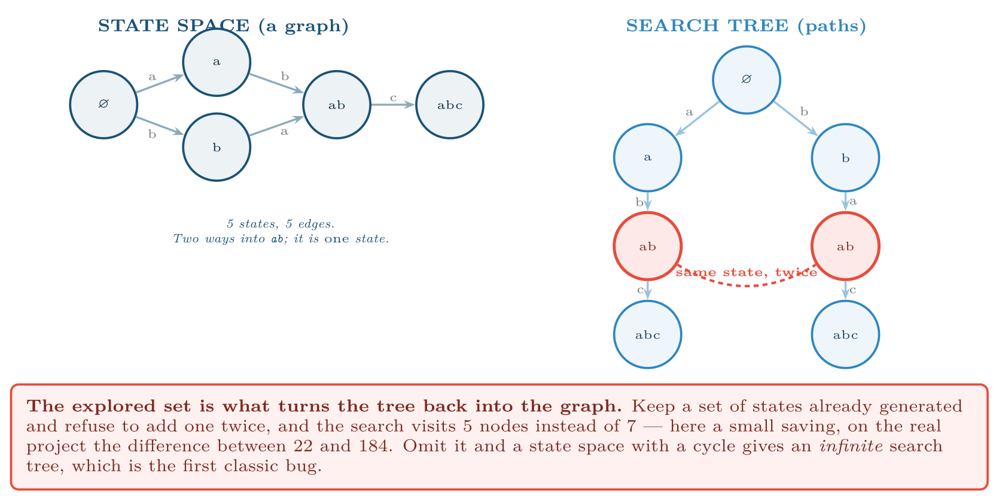 STATE SPACE (a graph)
a
a
b
∅
ab
c
abc
b
a
b
5 states, 5 edges.
Two ways into ab; it is one state.
SEARCH TREE (paths)
∅
a
b
a
b
b
a
ab
ab
same state, twice
c
c
abc
abc
The explored set is what turns the tree back into the graph. Keep a set of states already generated
and refuse to add one twice, and the search visits 5 nodes instead of 7 — here a small saving, on the real
project the difference between 22 and 184. Omit it and a state space with a cycle gives an infinite search
tree, which is the first classic bug.